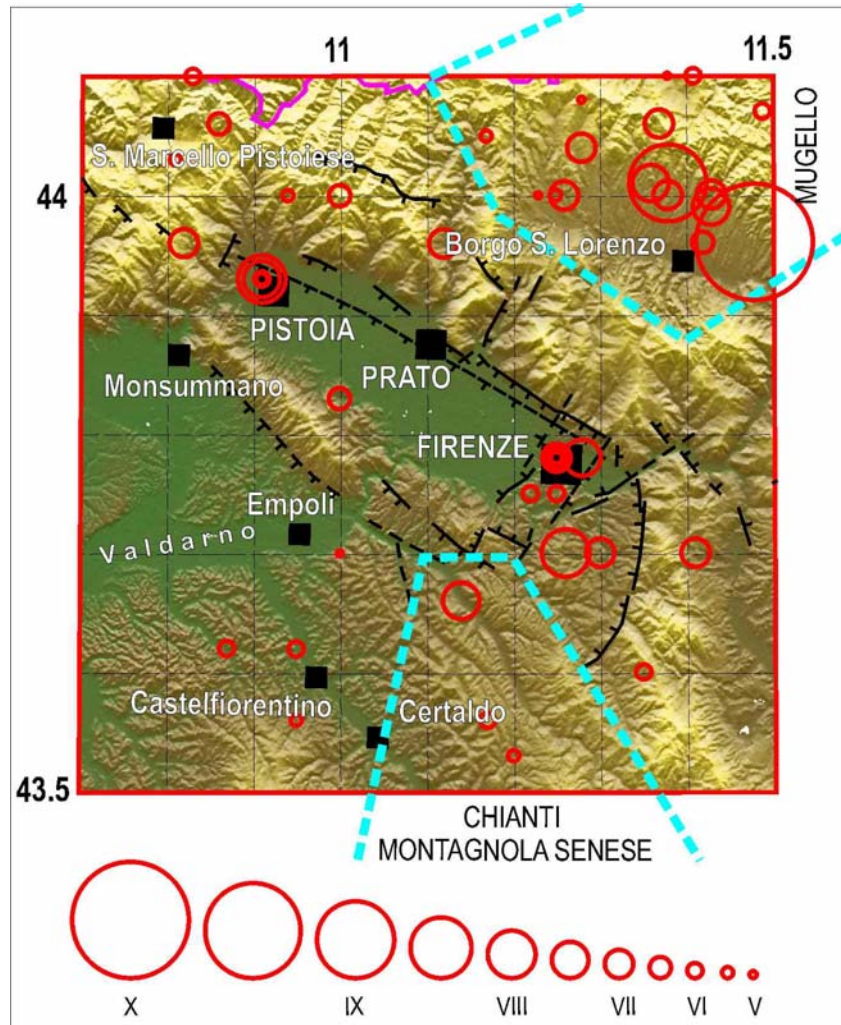 11
11.5
MUGELLO
S. Marcello Pistoiese
44
Borgo S. Lorenzo
PISTOIA
PRATO
Monsummano
FIRENZE
Empoli
Valdarno
Castelfiorentino
Certaldo
43.5
CHIANTI
MONTAGNOLA SENESE
X IX VIII VII VI V